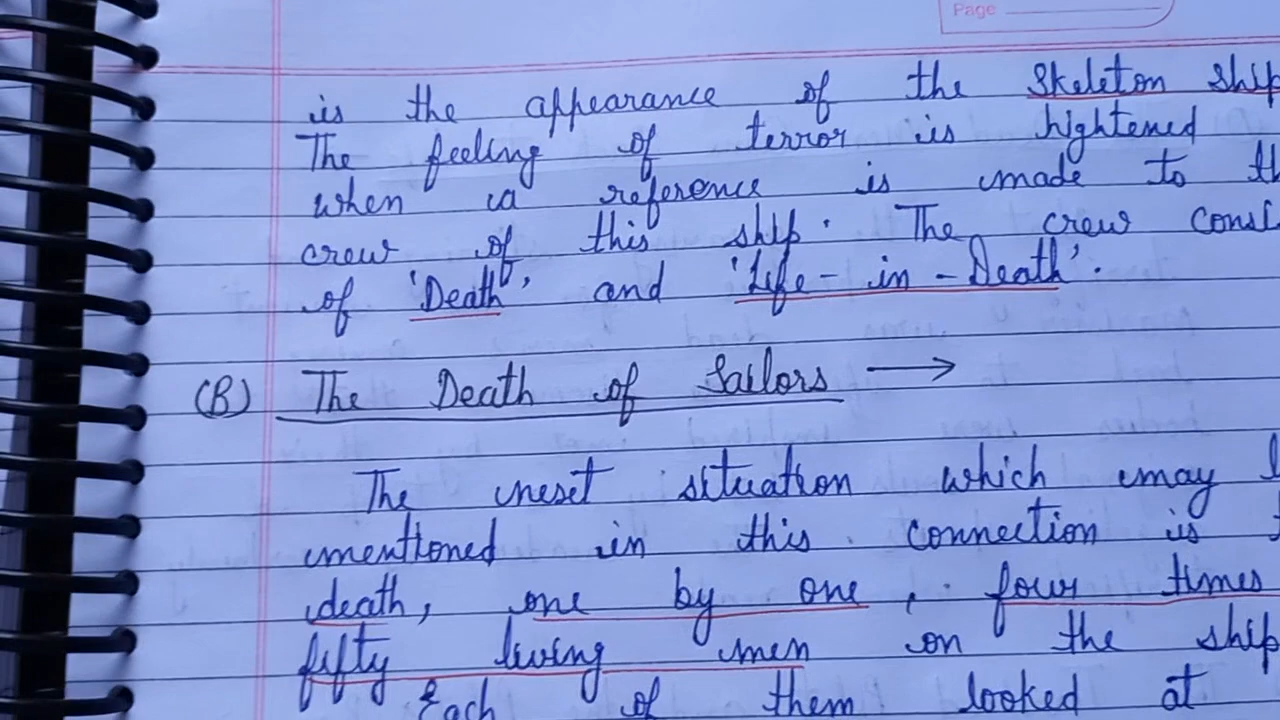 Page
is the appearance of the Skeleton Ship
The feeling of terror is hightened
when a reference is made to th
crew of this ship. The crew consi
of 'Death' and 'Life-in-Death'.
(B) The Death of Sailors →
The next situation which may
mentioned in this connection is
death, one by one, four times
fifty living men on the ship
Each of them looked at